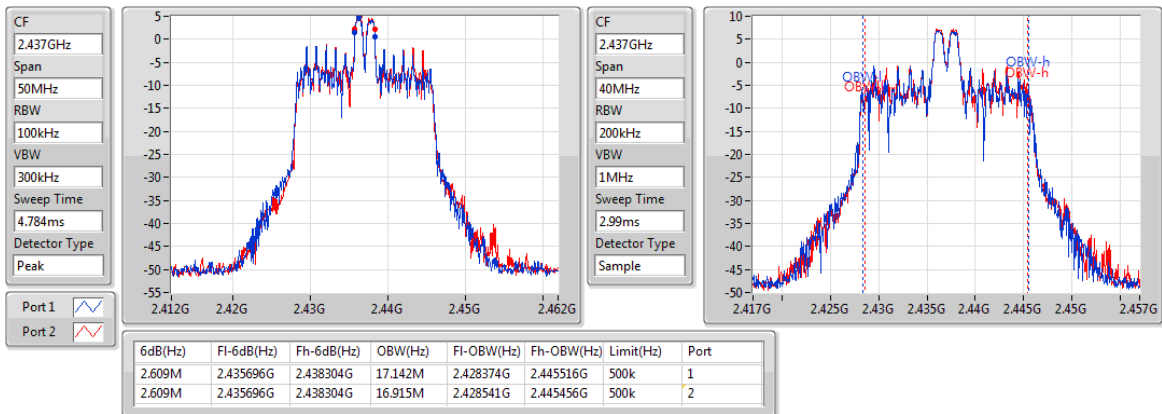 CF
2.437GHz
Span
50MHz
RBW
100kHz
VBW
300kHz
Sweep Time
4.784ms
Detector Type
Peak
Port 1
Port 2
5
0
-5
-10
-15
-20
-25
-30
-35
-40
-45
-50
-55
2.412G 2.42G 2.43G 2.44G 2.45G 2.462G
CF
2.437GHz
Span
40MHz
RBW
200kHz
VBW
1MHz
Sweep Time
2.99ms
Detector Type
Sample
10
5
0
-5
-10
-15
-20
-25
-30
-35
-40
-45
-50
OBW-h
OBW-h
2.417G 2.425G 2.43G 2.435G 2.44G 2.445G 2.45G 2.457G
6dB(Hz) Fl-6dB(Hz) Fh-6dB(Hz) OBW(Hz) Fl-OBW(Hz) Fh-OBW(Hz) Limit(Hz) Port
2.609M 2.435696G 2.438304G 17.142M 2.428374G 2.445516G 500k 1
2.609M 2.435696G 2.438304G 16.915M 2.428541G 2.445456G 500k 2